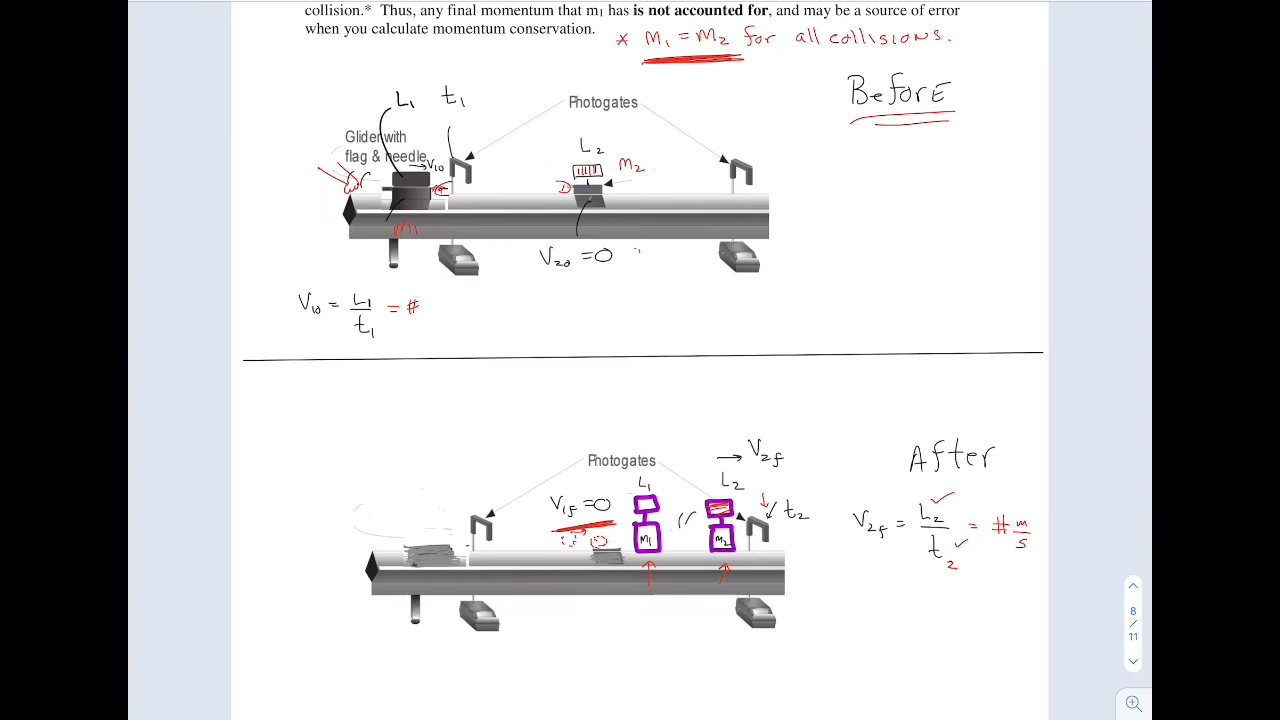 collision.* Thus, any final momentum that m1 has is not accounted for, and may be a source of error
when you calculate momentum conservation.
* M1 = M2 for all collisions.
Before
L1 t1
Photogates
Glider with
flag & needle
V10
L2
M2
m1
V20 = 0
V10 = L1/t1 = #
After
Photogates
V2f
L1
L2
V1f = 0
t2
m1
m2
V2f = L2/t2 = # m/s
8
/
11